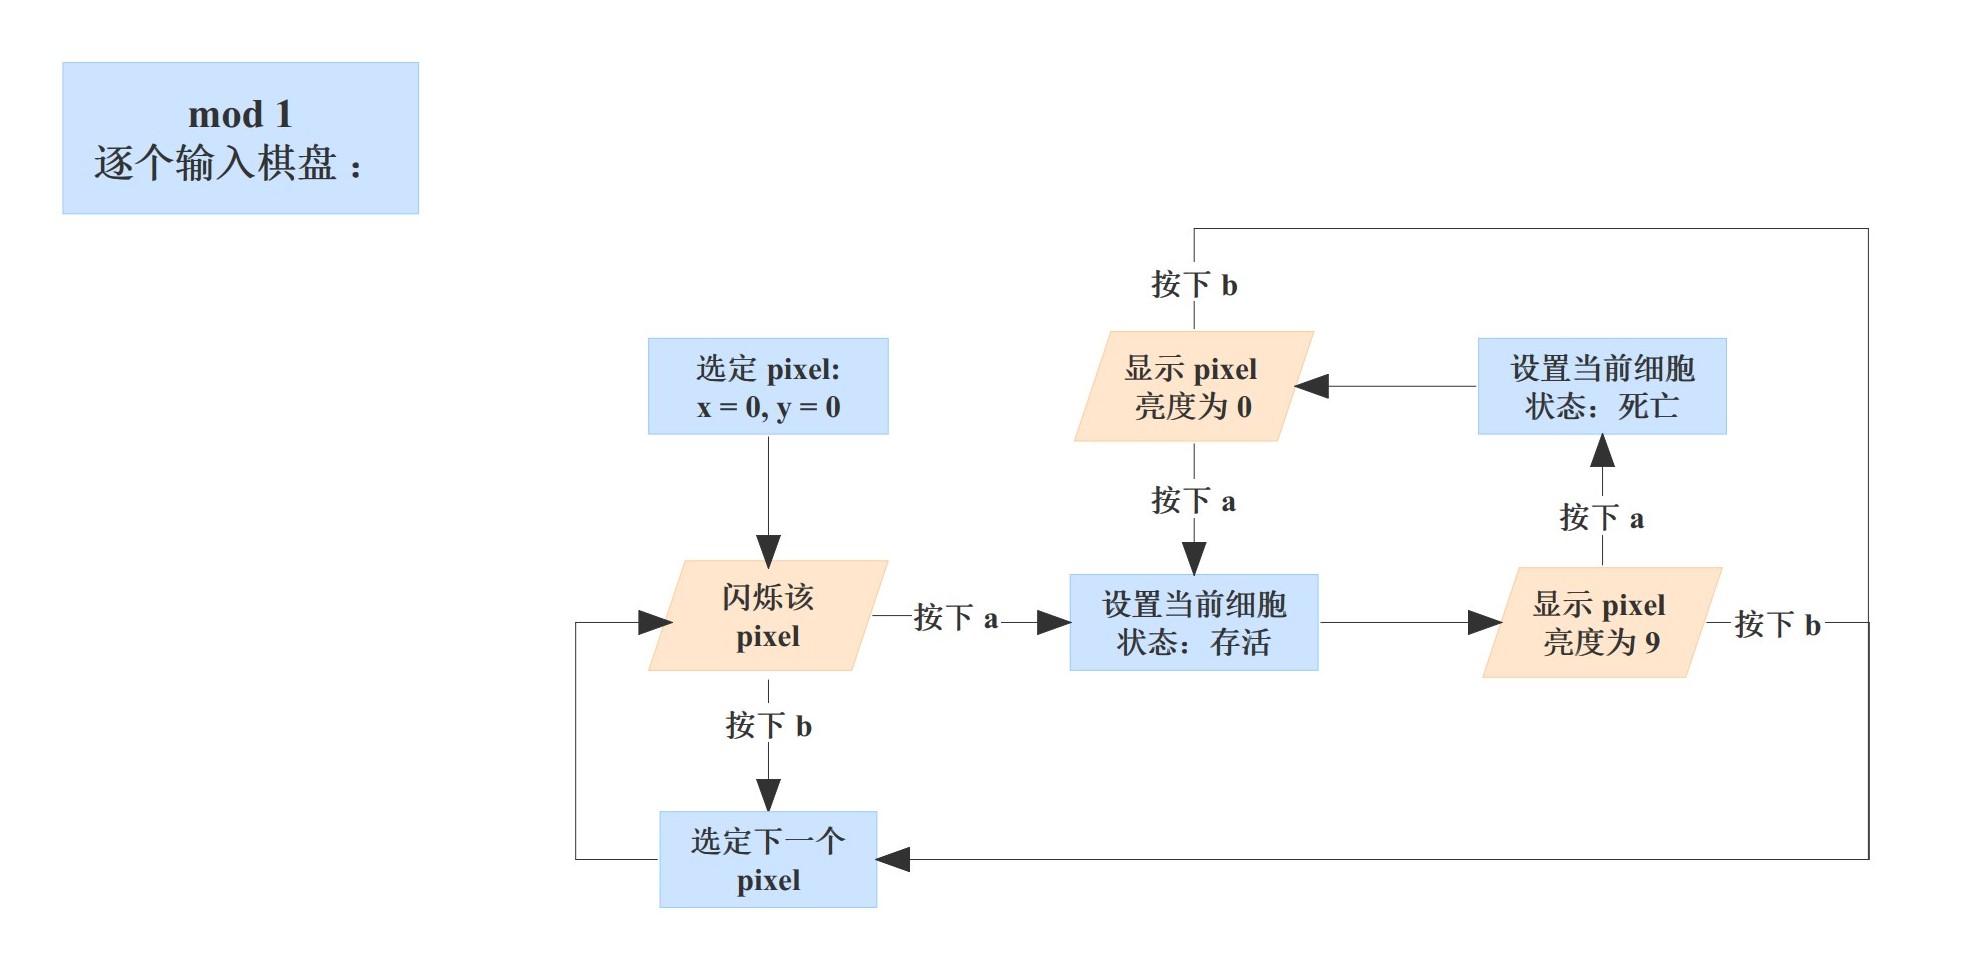 mod 1
逐个输入棋盘：
按下 b
选定 pixel:
x = 0, y = 0
显示 pixel
亮度为 0
设置当前细胞
状态：死亡
按下 a
按下 a
闪烁该
pixel
按下 a
设置当前细胞
状态：存活
显示 pixel
亮度为 9
按下 b
按下 b
选定下一个
pixel